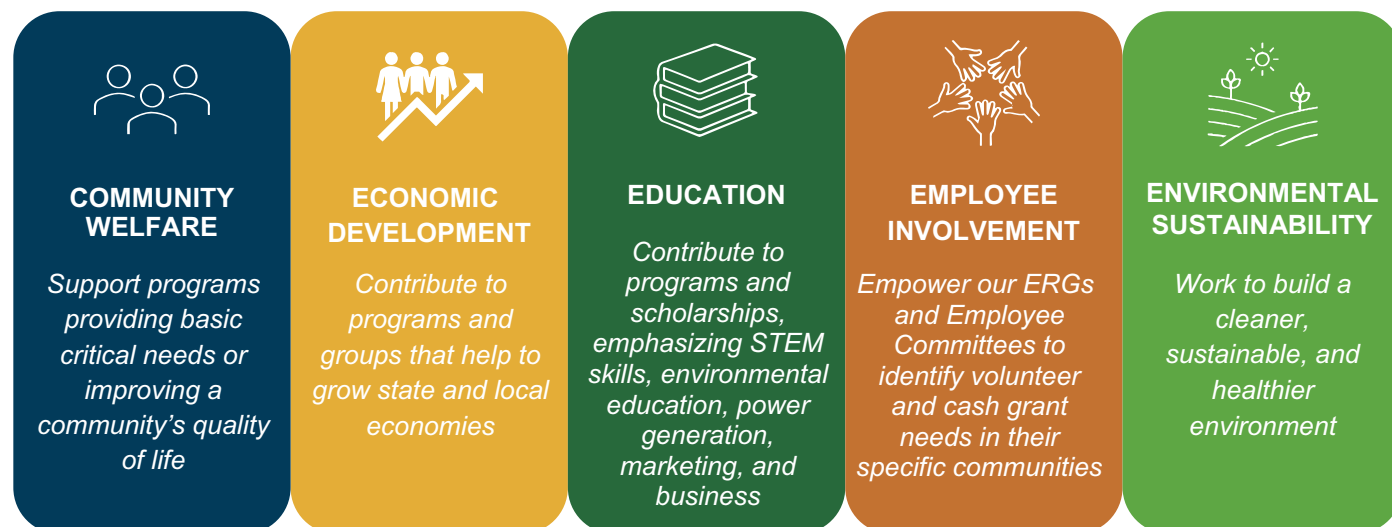 COMMUNITY
WELFARE
Support programs
providing basic
critical needs or
improving a
community’s quality
of life
ECONOMIC
DEVELOPMENT
Contribute to
programs and
groups that help to
grow state and local
economies
EDUCATION
Contribute to
programs and
scholarships,
emphasizing STEM
skills, environmental
education, power
generation,
marketing, and
business
EMPLOYEE
INVOLVEMENT
Empower our ERGs
and Employee
Committees to
identify volunteer
and cash grant
needs in their
specific communities
ENVIRONMENTAL
SUSTAINABILITY
Work to build a
cleaner,
sustainable, and
healthier
environment